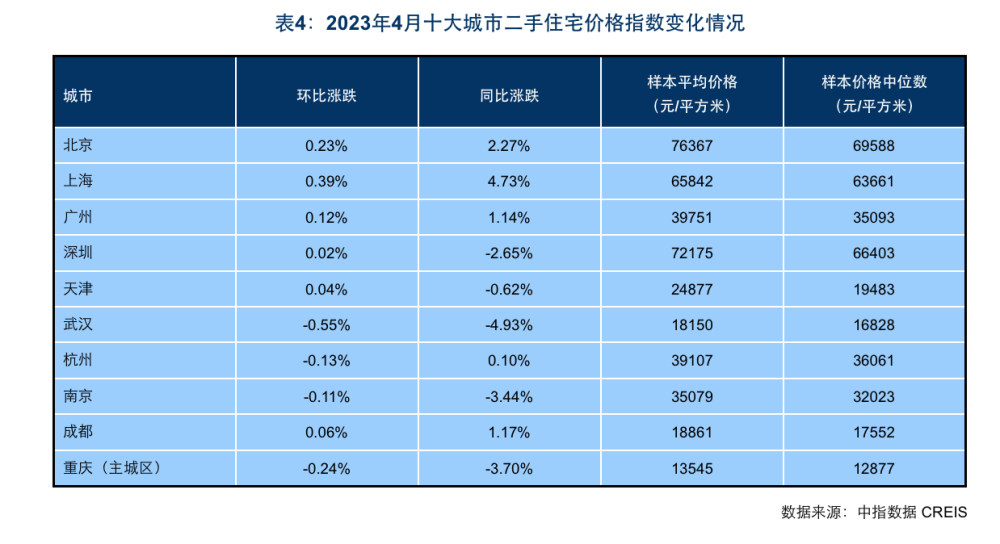 表4：2023年4月十大城市二手住宅价格指数变化情况
城市 环比涨跌 同比涨跌 样本平均价格 样本价格中位数
（元/平方米） （元/平方米）
北京 0.23% 2.27% 76367 69588
上海 0.39% 4.73% 65842 63661
广州 0.12% 1.14% 39751 35093
深圳 0.02% -2.65% 72175 66403
天津 0.04% -0.62% 24877 19483
武汉 -0.55% -4.93% 18150 16828
杭州 -0.13% 0.10% 39107 36061
南京 -0.11% -3.44% 35079 32023
成都 0.06% 1.17% 18861 17552
重庆（主城区） -0.24% -3.70% 13545 12877
数据来源：中指数据 CREIS